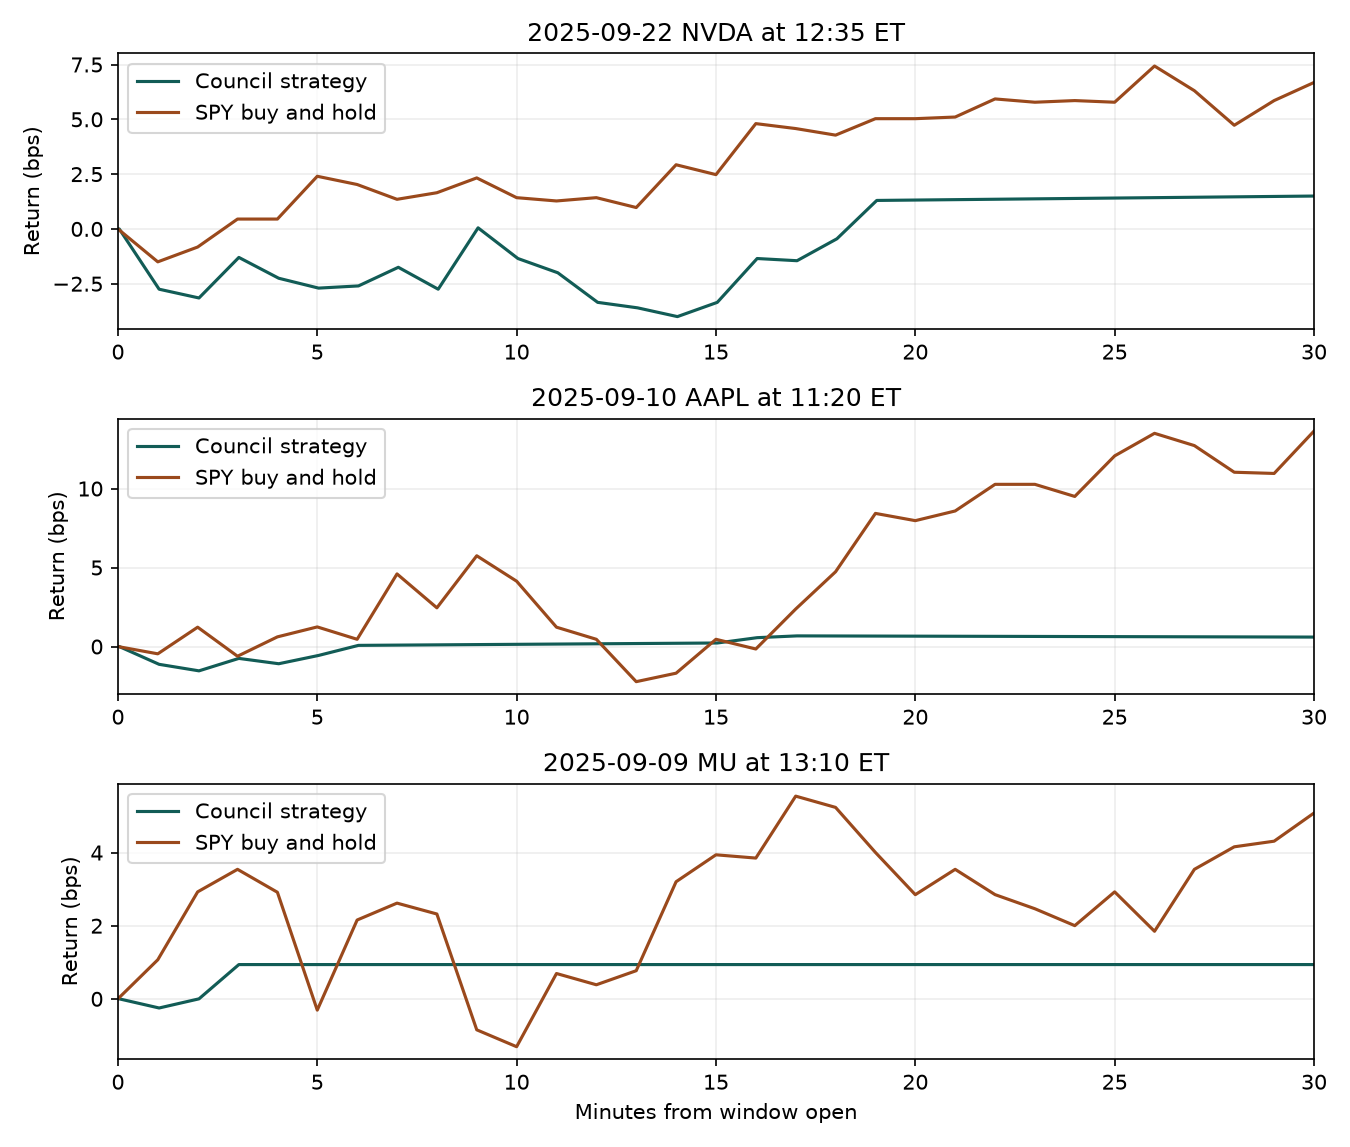 2025-09-22 NVDA at 12:35 ET
Return (bps)
7.5
5.0
2.5
0.0
−2.5
Council strategy
SPY buy and hold
0 5 10 15 20 25 30
2025-09-10 AAPL at 11:20 ET
Return (bps)
10
5
0
Council strategy
SPY buy and hold
0 5 10 15 20 25 30
2025-09-09 MU at 13:10 ET
Return (bps)
4
2
0
Council strategy
SPY buy and hold
0 5 10 15 20 25 30
Minutes from window open